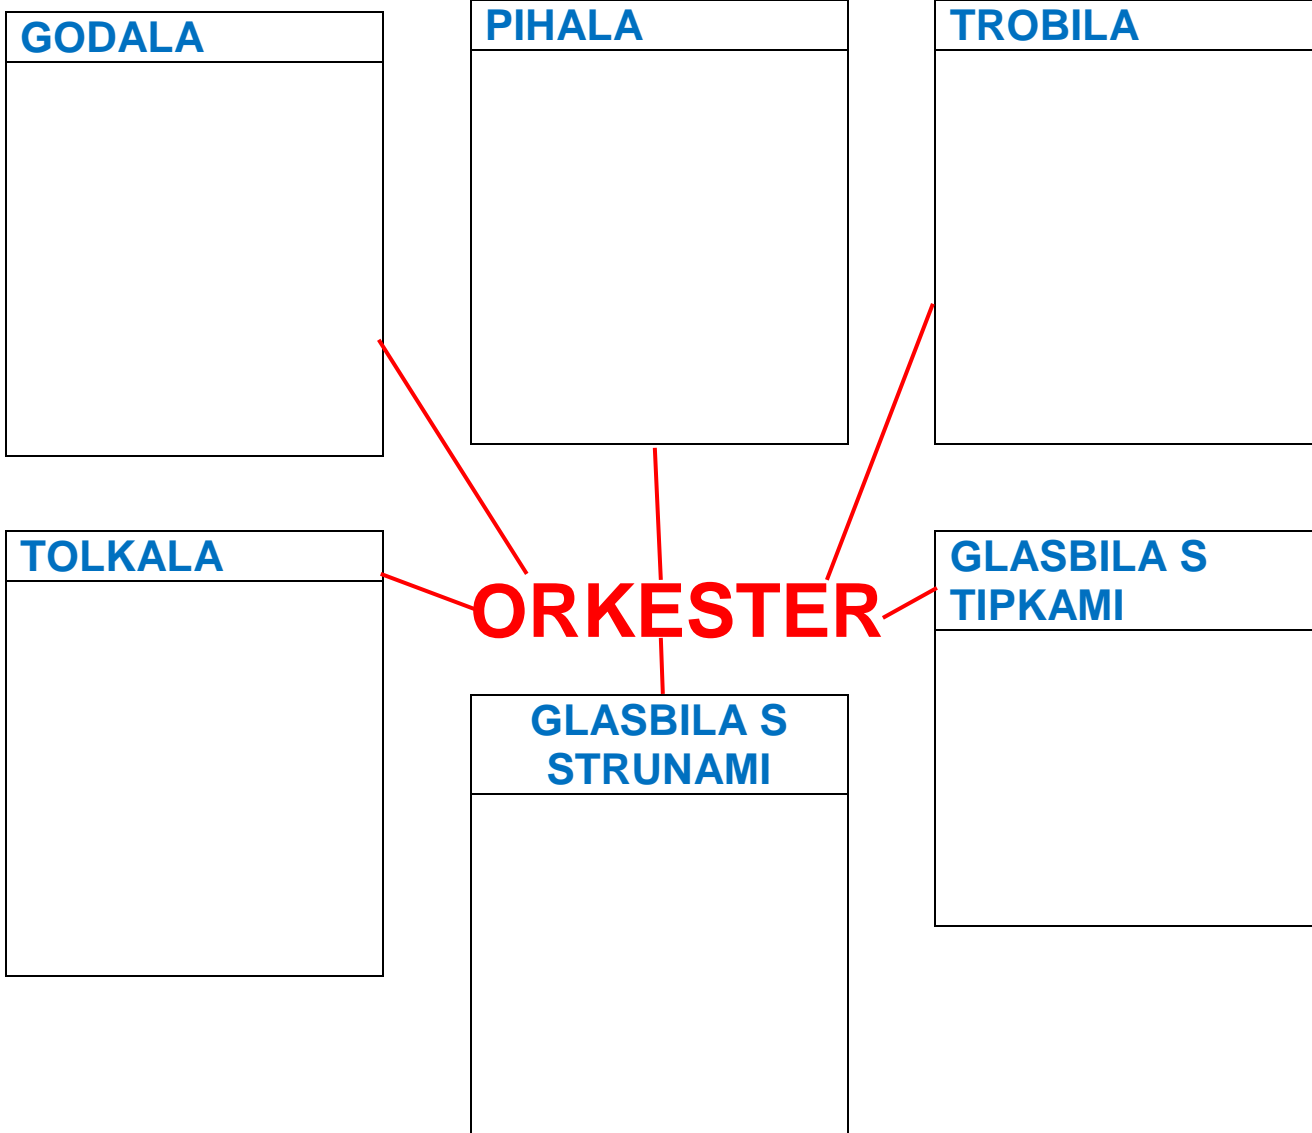 GODALA
PIHALA
TROBILA
TOLKALA
ORKESTER
GLASBILA S
TIPKAMI
GLASBILA S
STRUNAMI